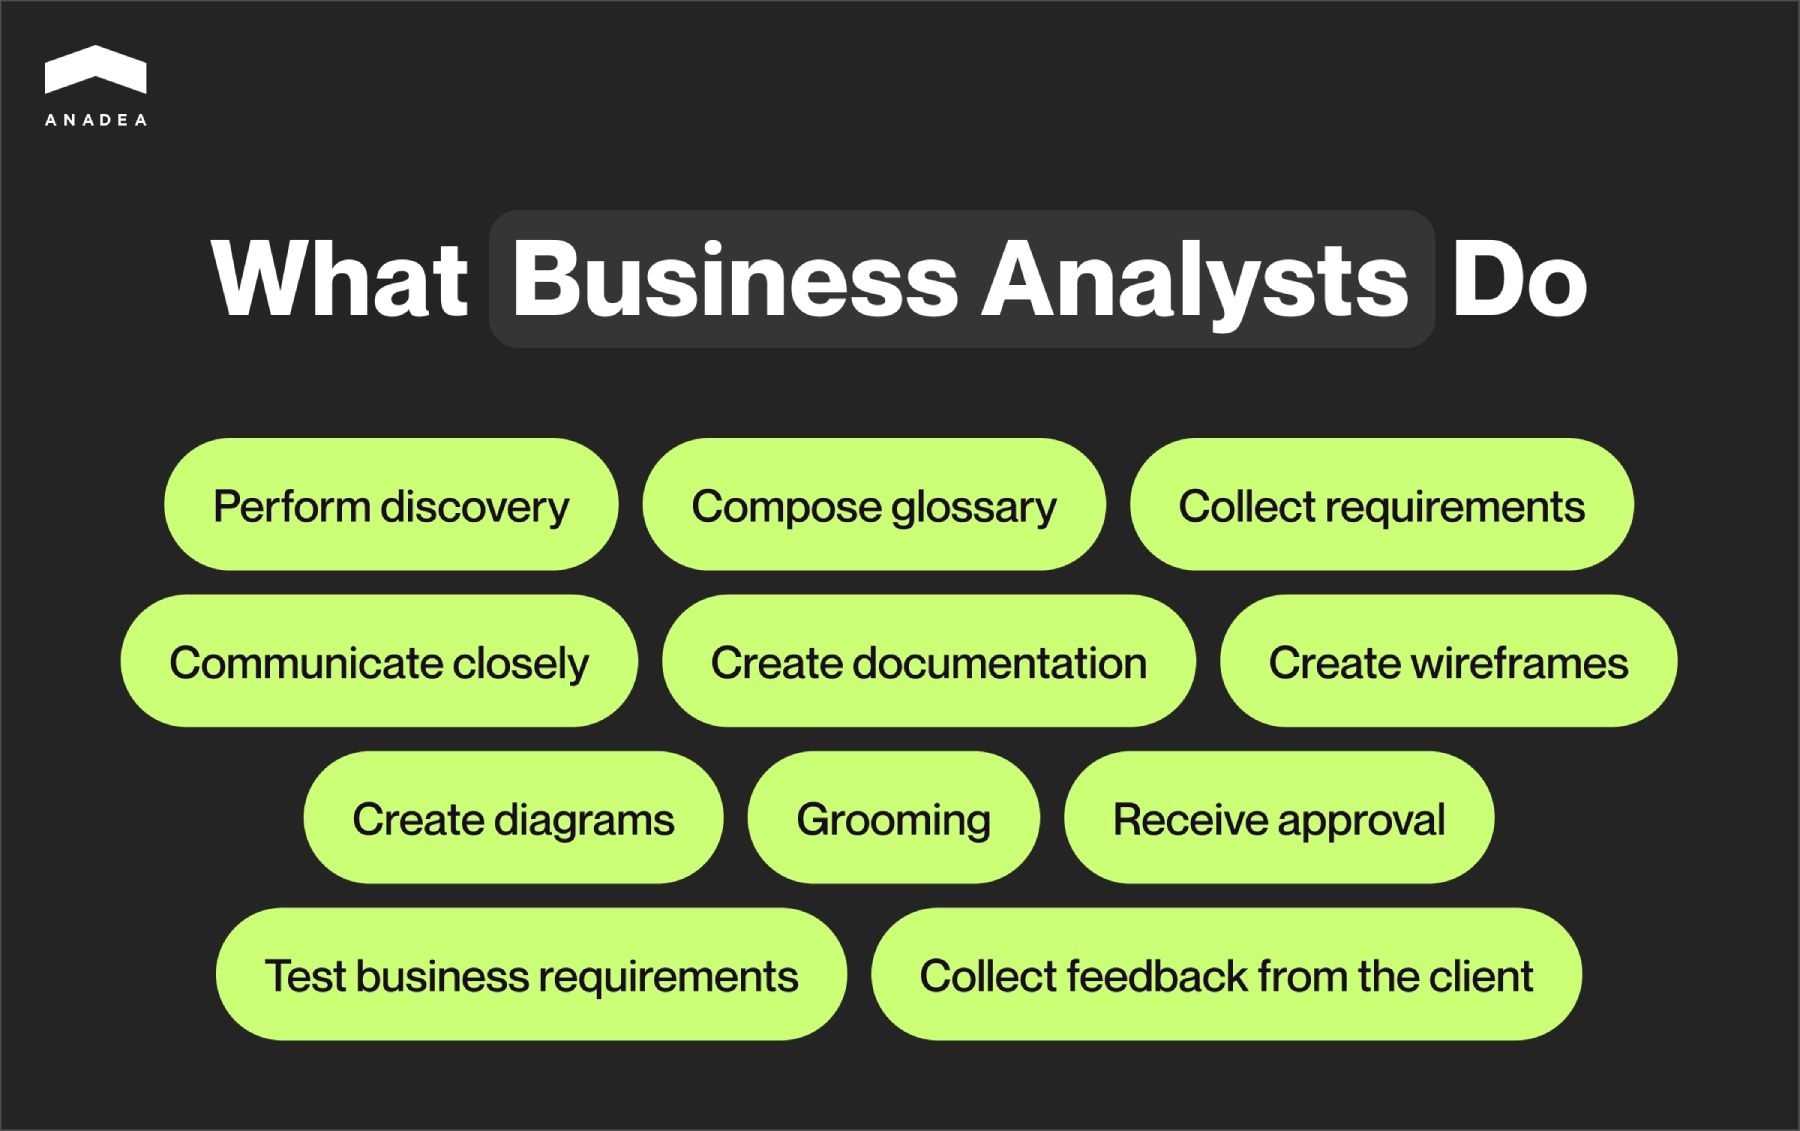 ANADEA
What Business Analysts Do
Perform discovery
Compose glossary
Collect requirements
Communicate closely
Create documentation
Create wireframes
Create diagrams
Grooming
Receive approval
Test business requirements
Collect feedback from the client